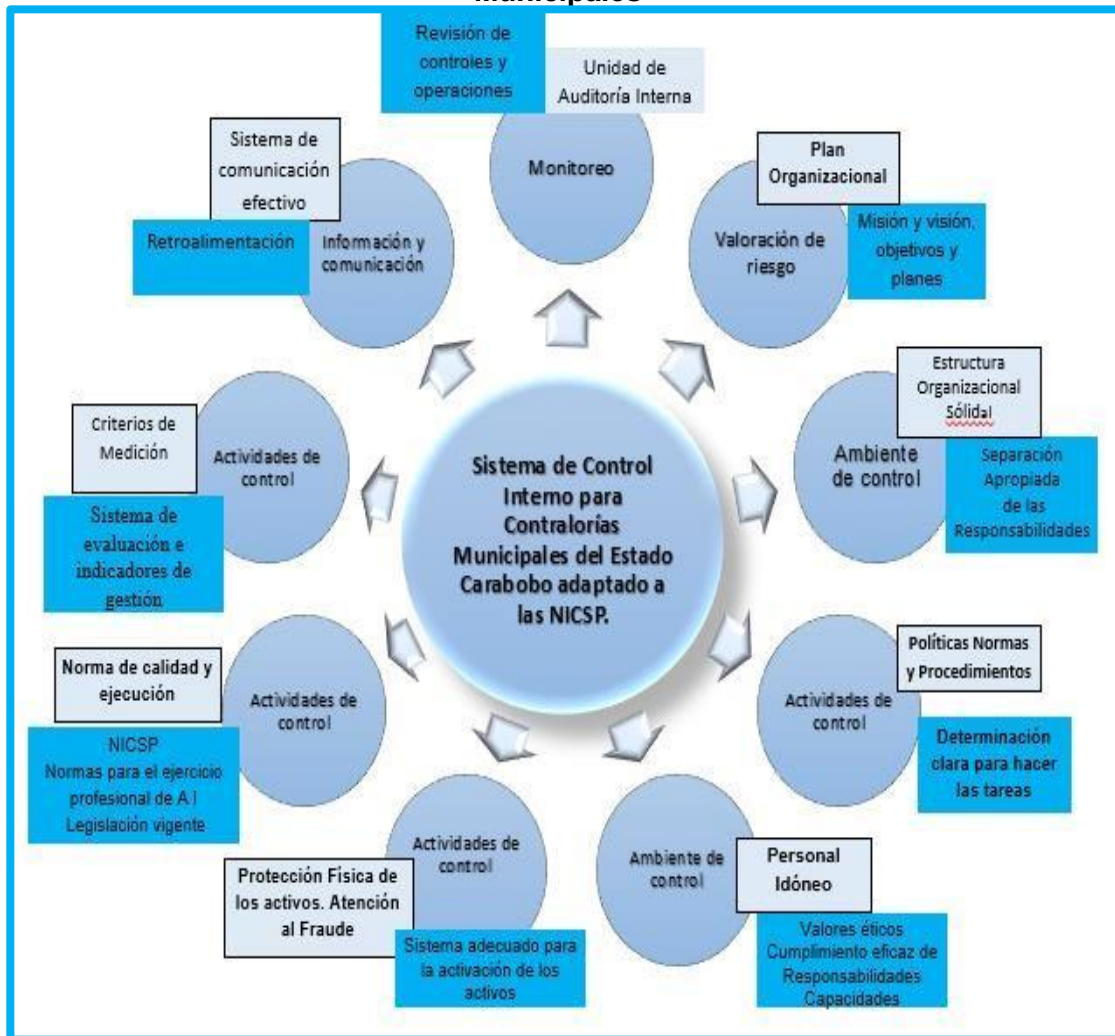 Municipales
Revisión de
controles y
operaciones
Unidad de
Auditoría Interna
Monitoreo
Plan
Organizacional
Misión y visión,
objetivos y
planes
Valoración de
riesgo
Estructura
Organizacional
Sólidal
Separación
Apropiada
de las
Responsabilidades
Ambiente
de control
Políticas Normas
y Procedimientos
Determinación
clara para hacer
las tareas
Actividades de
control
Personal
Idóneo
Valores éticos
Cumplimiento eficaz de
Responsabilidades
Capacidades
Ambiente de
control
Actividades de
control
Protección Física de
los activos. Atención
al Fraude
Sistema adecuado para
la activación de los
activos
Norma de calidad y
ejecución
NICSP
Normas para el ejercicio
profesional de A I
Legislación vigente
Actividades de
control
Criterios de
Medición
Sistema de
evaluación e
indicadores de
gestión
Actividades de
control
Sistema de
comunicación
efectivo
Retroalimentación
Información y
comunicación
Sistema de Control
Interno para
Contralorías
Municipales del Estado
Carabobo adaptado a
las NICSP.